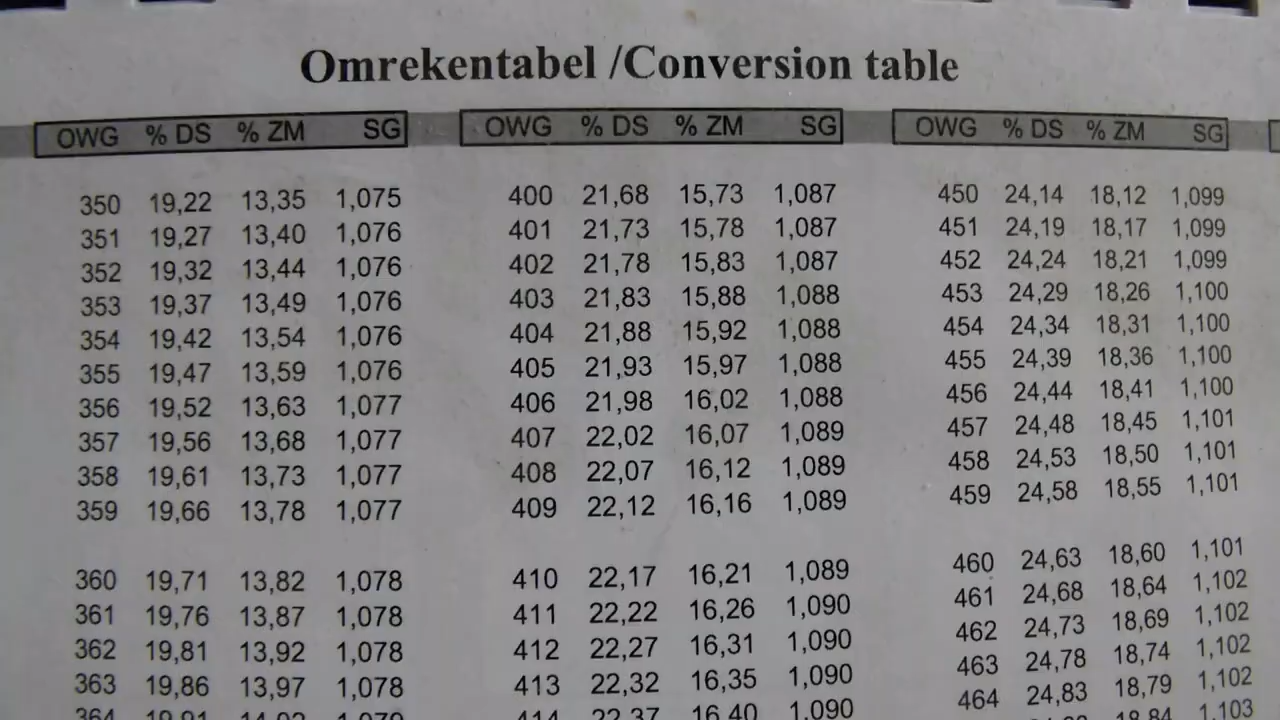 Omrekentabel /Conversion table
OWG % DS % ZM SG OWG % DS % ZM SG OWG % DS % ZM SG
350 19,22 13,35 1,075 400 21,68 15,73 1,087 450 24,14 18,12 1,099
351 19,27 13,40 1,076 401 21,73 15,78 1,087 451 24,19 18,17 1,099
352 19,32 13,44 1,076 402 21,78 15,83 1,087 452 24,24 18,21 1,099
353 19,37 13,49 1,076 403 21,83 15,88 1,088 453 24,29 18,26 1,100
354 19,42 13,54 1,076 404 21,88 15,92 1,088 454 24,34 18,31 1,100
355 19,47 13,59 1,076 405 21,93 15,97 1,088 455 24,39 18,36 1,100
356 19,52 13,63 1,077 406 21,98 16,02 1,088 456 24,44 18,41 1,100
357 19,56 13,68 1,077 407 22,02 16,07 1,089 457 24,48 18,45 1,101
358 19,61 13,73 1,077 408 22,07 16,12 1,089 458 24,53 18,50 1,101
359 19,66 13,78 1,077 409 22,12 16,16 1,089 459 24,58 18,55 1,101
360 19,71 13,82 1,078 410 22,17 16,21 1,089 460 24,63 18,60 1,101
361 19,76 13,87 1,078 411 22,22 16,26 1,090 461 24,68 18,64 1,102
362 19,81 13,92 1,078 412 22,27 16,31 1,090 462 24,73 18,69 1,102
363 19,86 13,97 1,078 413 22,32 16,35 1,090 463 24,78 18,74 1,102
364 19,91 414 22,37 16,40 1,090 464 24,83 18,79 1,102
18,84 1,103